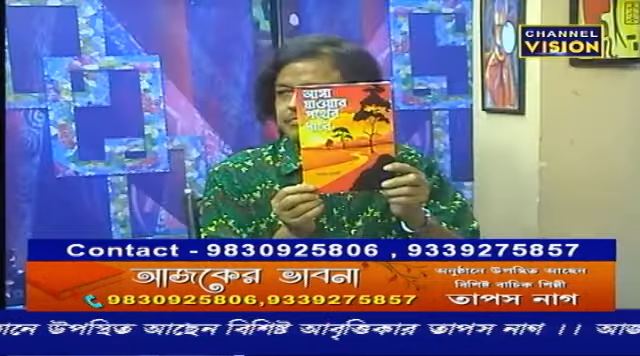 CHANNEL
VISION
আসা
যাওয়ার
পথের
ধারে
Contact - 9830925806 , 9339275857
আজকের ভাবনা
9830925806,9339275857
অনুষ্ঠানে উপস্থিত আছেন
বিশিষ্ট বাচিক শিল্পী
তাপস নাগ
উপস্থিত আছেন বিশিষ্ট আবৃত্তিকার তাপস নাগ ।।